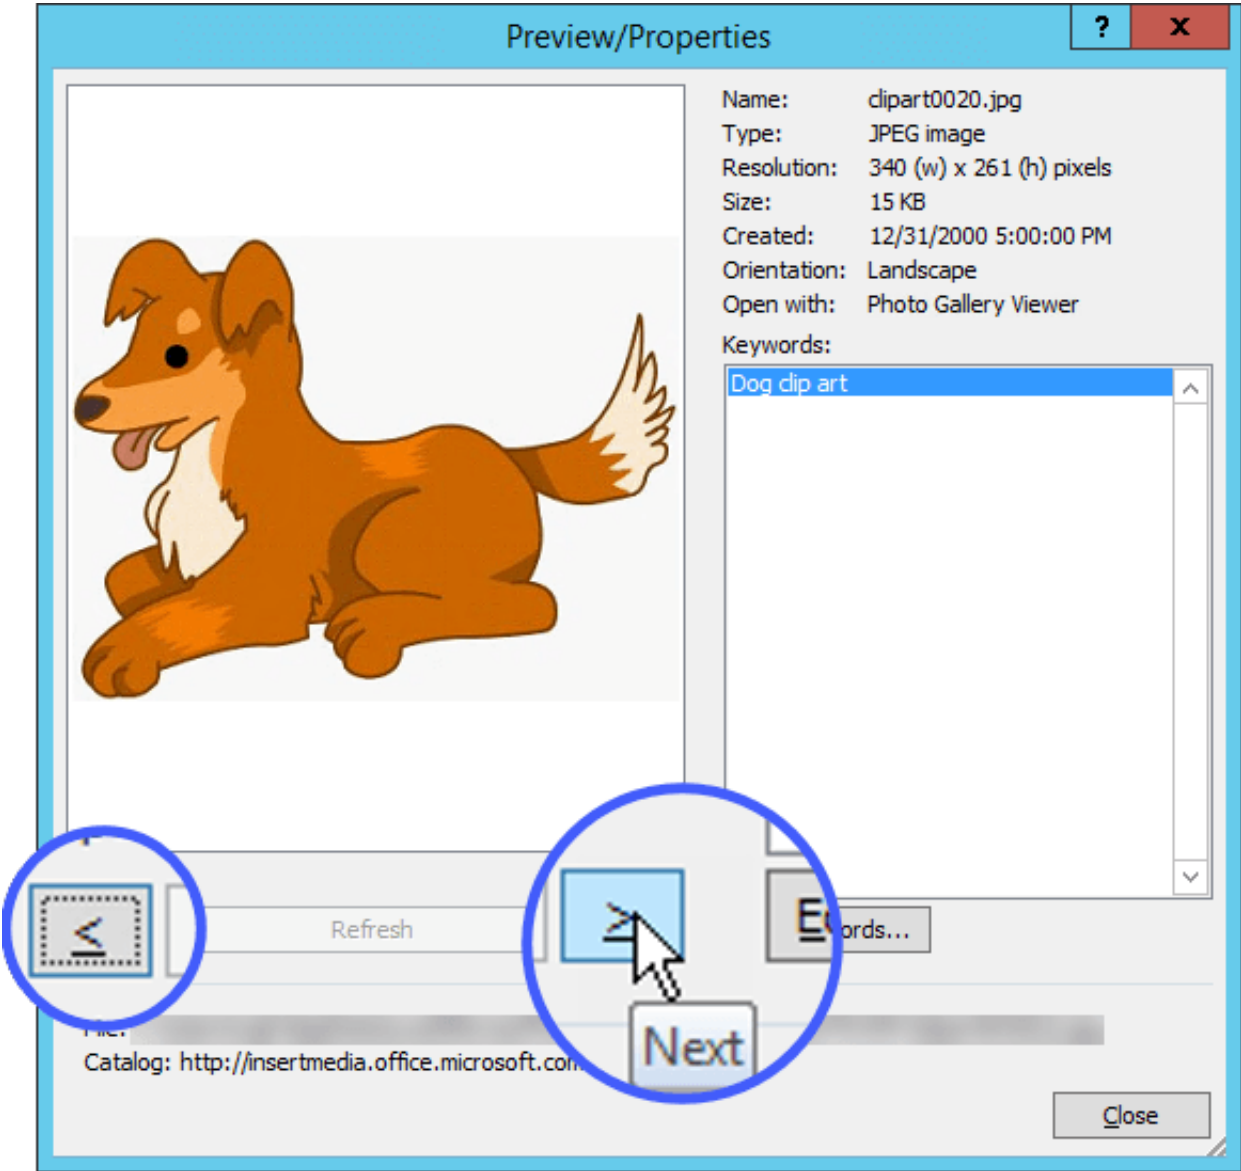 Preview/Properties
?
X
Name: clipart0020.jpg
Type: JPEG image
Resolution: 340 (w) x 261 (h) pixels
Size: 15 KB
Created: 12/31/2000 5:00:00 PM
Orientation: Landscape
Open with: Photo Gallery Viewer
Keywords:
Dog clip art
<
Refresh
>
ords...
Next
File:
Catalog: http://insertmedia.office.microsoft.com
Close